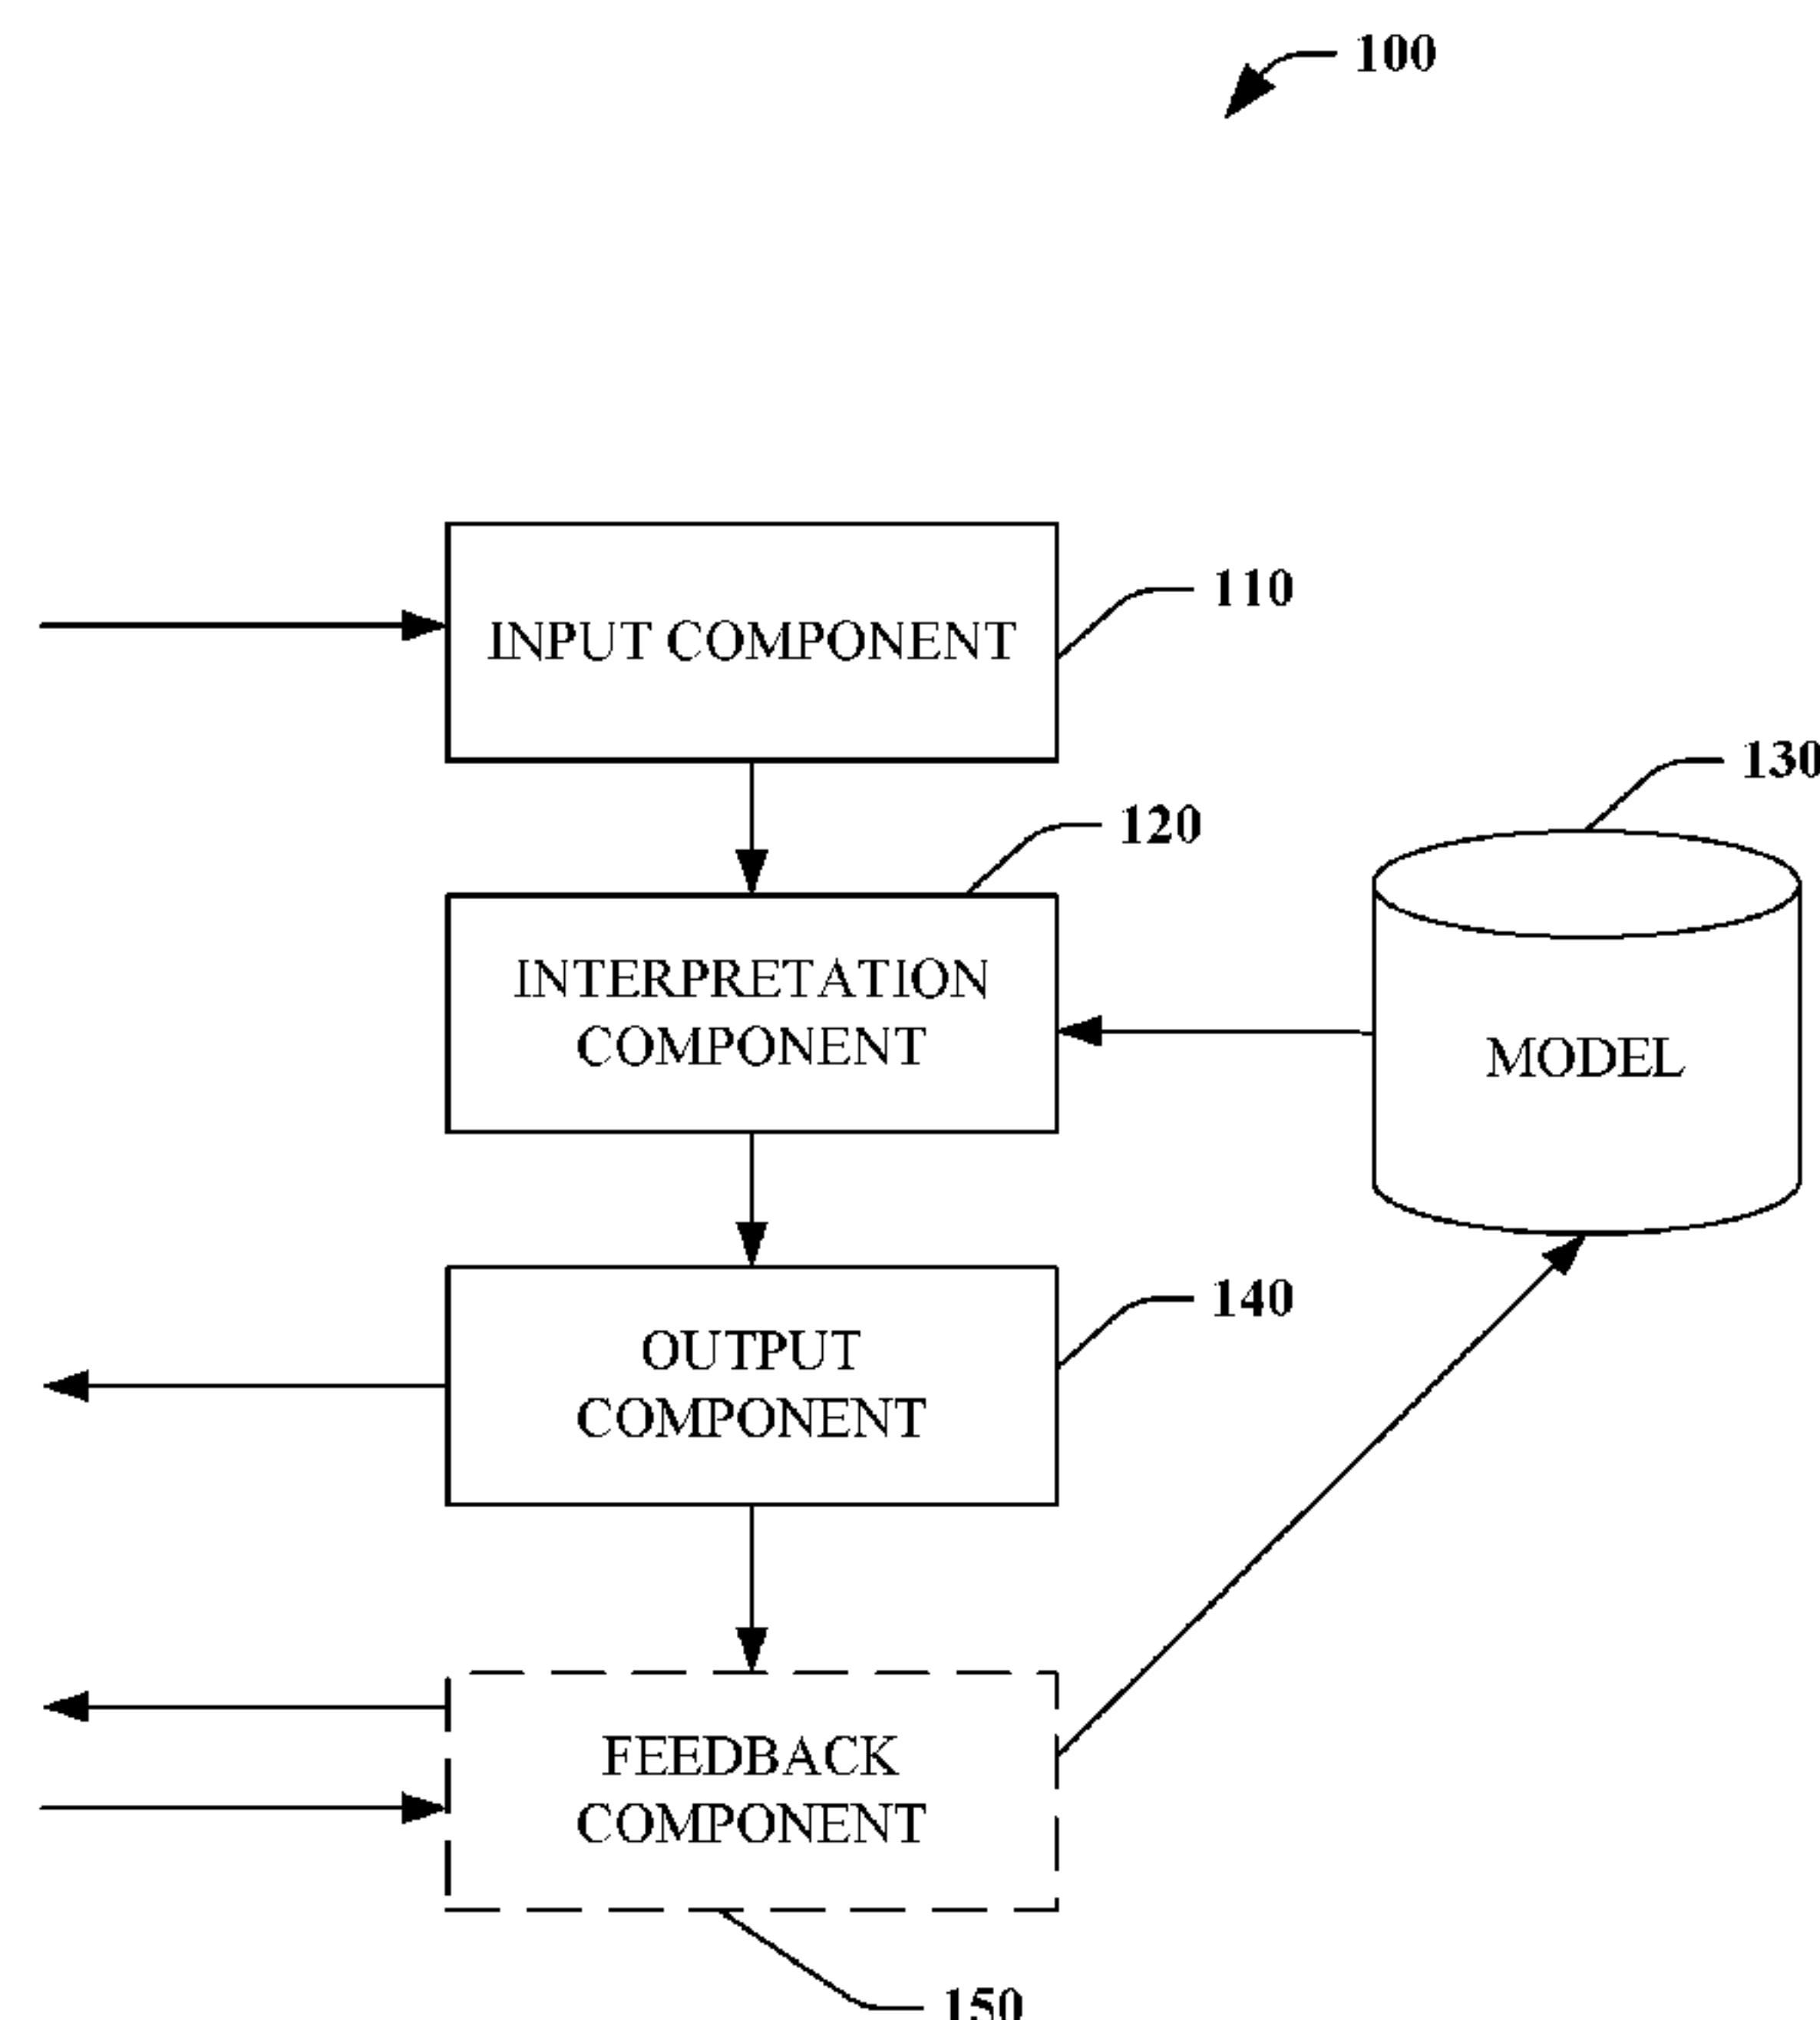 100
INPUT COMPONENT
110
130
120
INTERPRETATION
COMPONENT
MODEL
140
OUTPUT
COMPONENT
FEEDBACK
COMPONENT
150